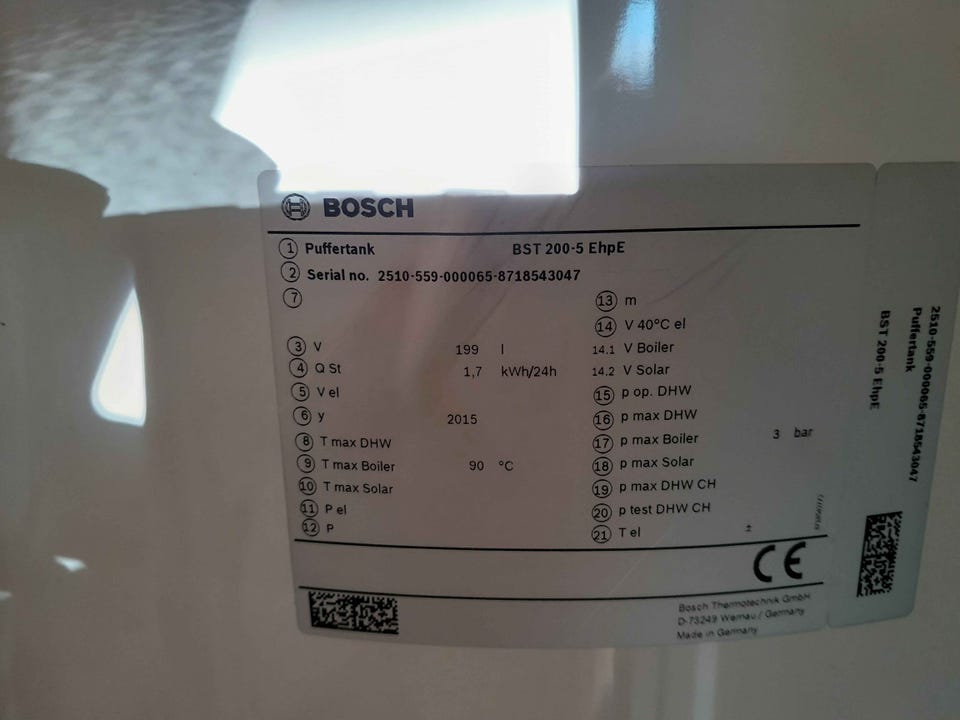 BOSCH
1 Puffertank BST 200-5 EhpE
2 Serial no. 2510-559-000065-8718543047
7
3 V 199 l
4 Q St 1,7 kWh/24h
5 V el
6 y 2015
8 T max DHW
9 T max Boiler 90 °C
10 T max Solar
11 P el
12 P
13 m
14 V 40°C el
14.1 V Boiler
14.2 V Solar
15 p op. DHW
16 p max DHW
17 p max Boiler 3 bar
18 p max Solar
19 p max DHW CH
20 p test DHW CH
21 T el ±
CE
Bosch Thermotechnik GmbH
D-73249 Wernau / Germany
Made in Germany
2510-559-000065-8718543047
Puffertank
BST 200-5 EhpE